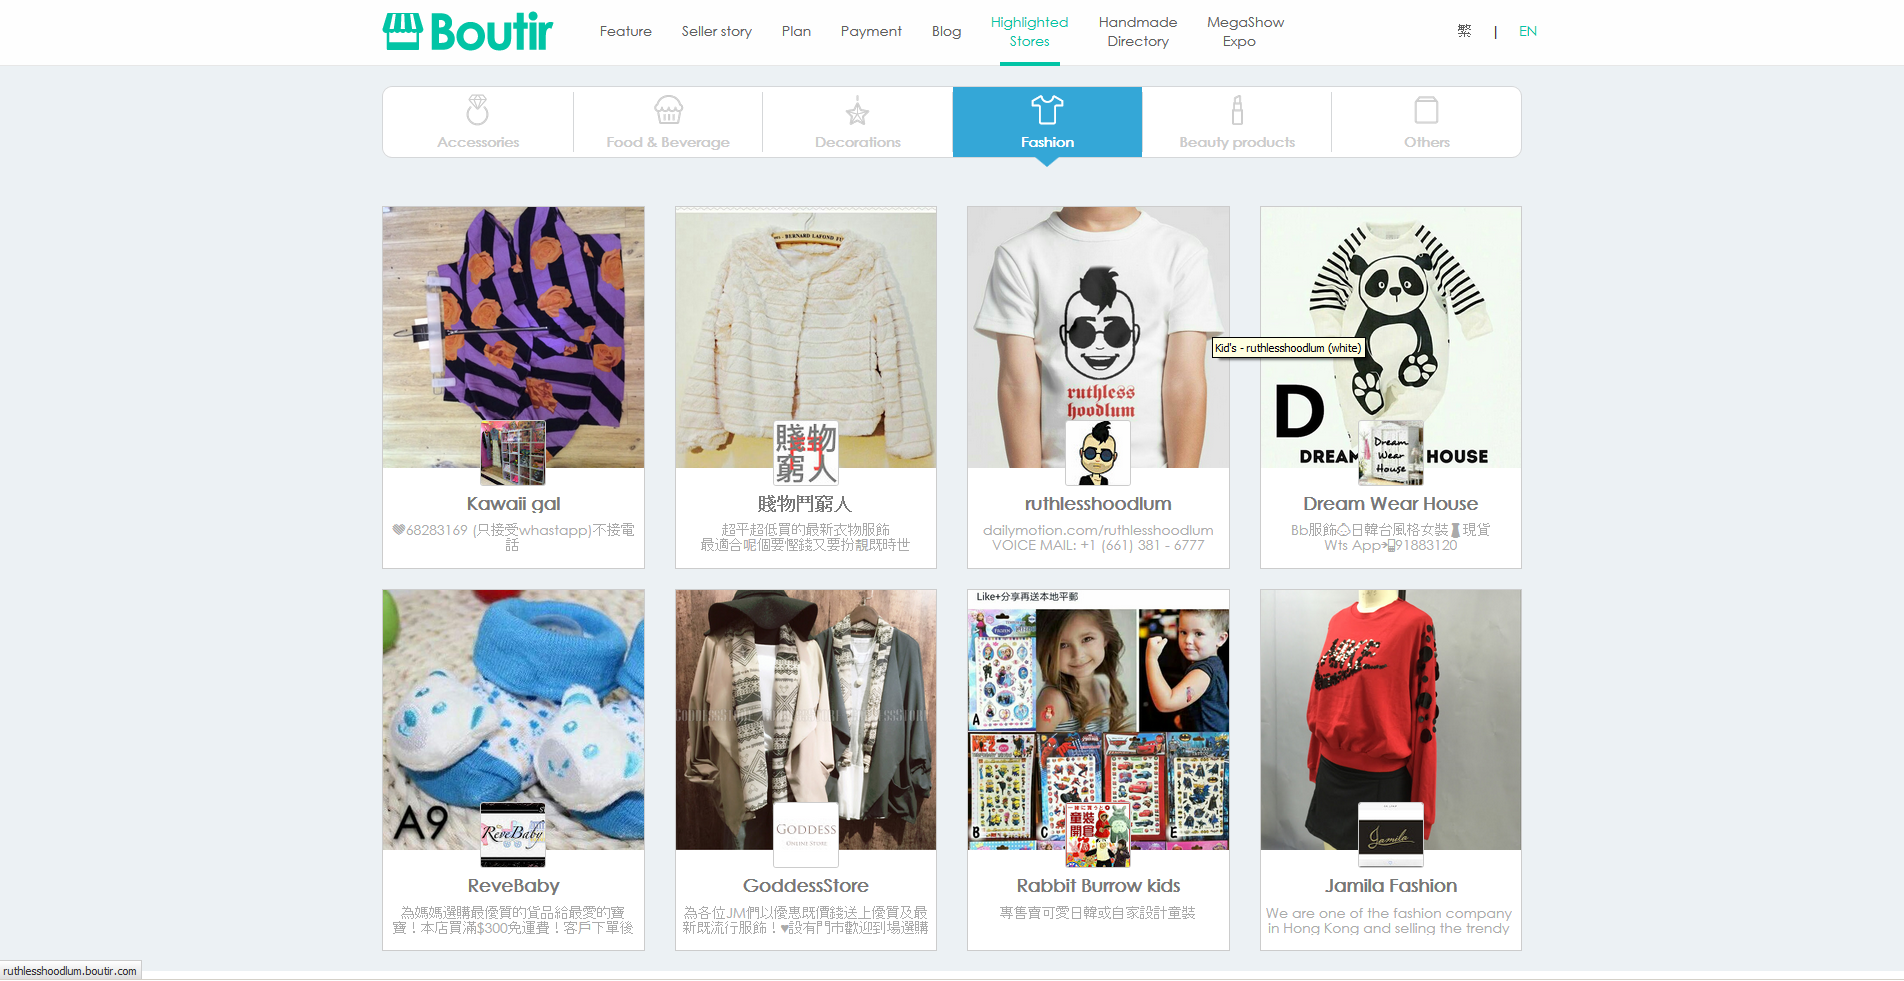 Boutir
Feature
Seller story
Plan
Payment
Blog
Highlighted
Stores
Handmade
Directory
MegaShow
Expo
繁 | EN
Accessories
Food & Beverage
Decorations
Fashion
Beauty products
Others
BERNARD LAFOND
ruthless
hoodlum
Kid's - ruthlesshoodlum (white)
D
DREAM HOUSE
賤物
鬥
窮人
Dream
Wear
House
Kawaii gal
♥68283169 (只接受whastapp)不接電
話
賤物鬥窮人
超平超低買的最新衣物服飾
最適合呢個要慳錢又要扮靚既時世
ruthlesshoodlum
dailymotion.com/ruthlesshoodlum
VOICE MAIL: +1 (661) 381 - 6777
Dream Wear House
Bb服飾日韓台風格女裝現貨
Wts App 91883120
A9
ReveBaby
GODDESS
ONLINE STORE
Like+分享再送本地平郵
FROZEN
A
B
C
E
童裝
開倉
Jamila
ReveBaby
為媽媽選購最優質的貨品給最愛的寶
寶！本店買滿$300免運費！客戶下單後
GoddessStore
為各位JM們以優惠既價錢送上優質及最
新既流行服飾！♥設有門市歡迎到場選購
Rabbit Burrow kids
專售賣可愛日韓或自家設計童裝
Jamila Fashion
We are one of the fashion company
in Hong Kong and selling the trendy
ruthlesshoodlum.boutir.com